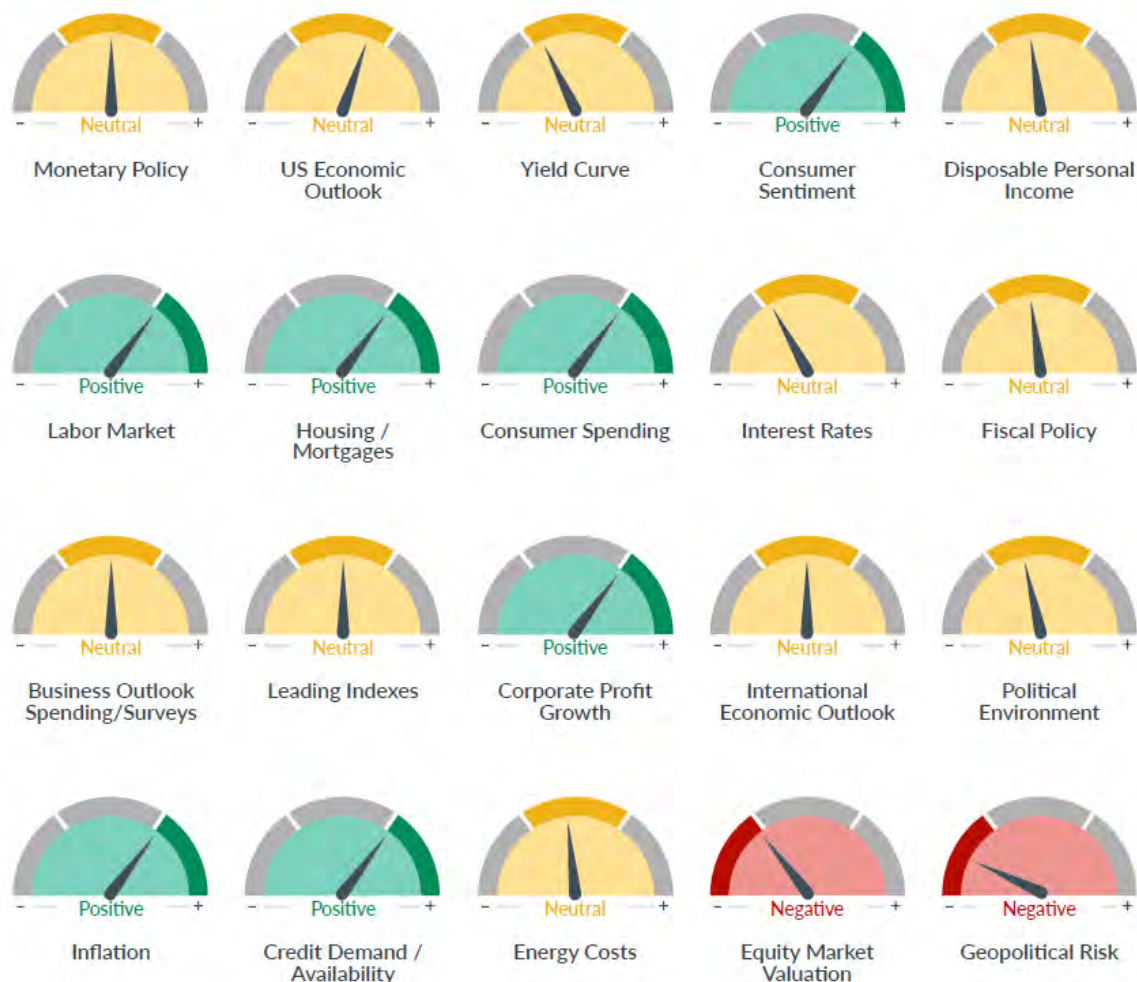 - Neutral + - Neutral + - Neutral + - Positive + - Neutral +
Monetary Policy US Economic Yield Curve Consumer Disposable Personal
Outlook Sentiment Income
- Positive + - Positive + - Positive + - Neutral + - Neutral +
Labor Market Housing / Consumer Spending Interest Rates Fiscal Policy
Mortgages
- Neutral + - Neutral + - Positive + - Neutral + - Neutral +
Business Outlook Leading Indexes Corporate Profit International Political
Spending/Surveys Growth Economic Outlook Environment
- Positive + - Positive + - Neutral + - Negative + - Negative +
Inflation Credit Demand / Energy Costs Equity Market Geopolitical Risk
Availability Valuation